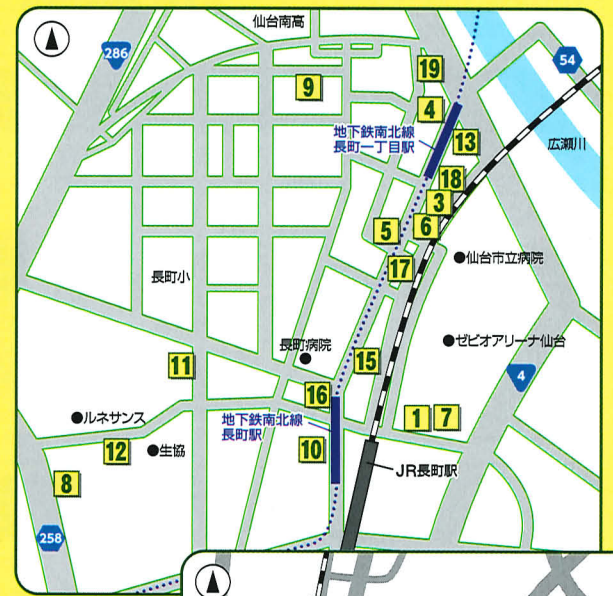 仙台南高
286
19
54
9
4
地下鉄南北線
長町一丁目駅
13
広瀬川
18
3
6
5
仙台市立病院
17
長町小
長町病院
ゼビオアリーナ仙台
11
15
4
16
ルネサンス
地下鉄南北線
長町駅
1
7
12
生協
10
JR長町駅
8
258